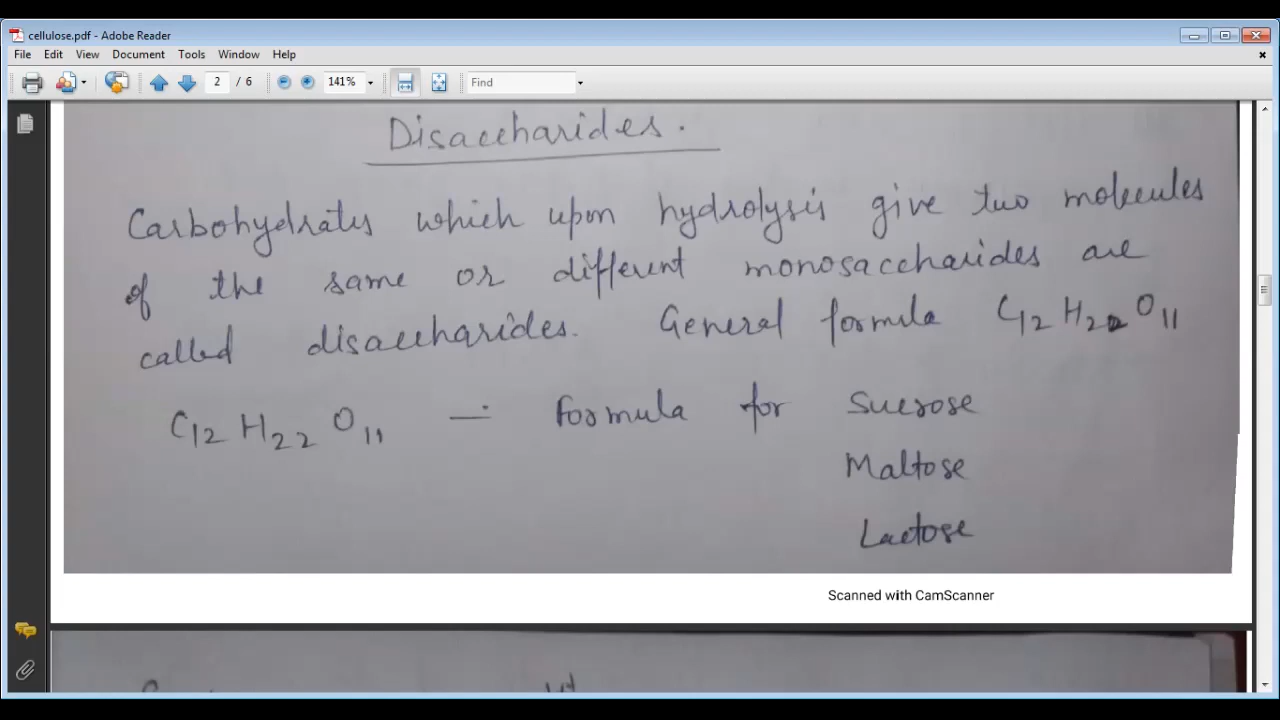 cellulose.pdf - Adobe Reader
File Edit View Document Tools Window Help
2 / 6 141% Find
Disaccharides.
Carbohydrates which upon hydrolysis give two molecules
of the same or different monosaccharides are
called disaccharides. General formula C12 H22 O11
C12 H22 O11 — Formula for Sucrose
Maltose
Lactose
Scanned with CamScanner